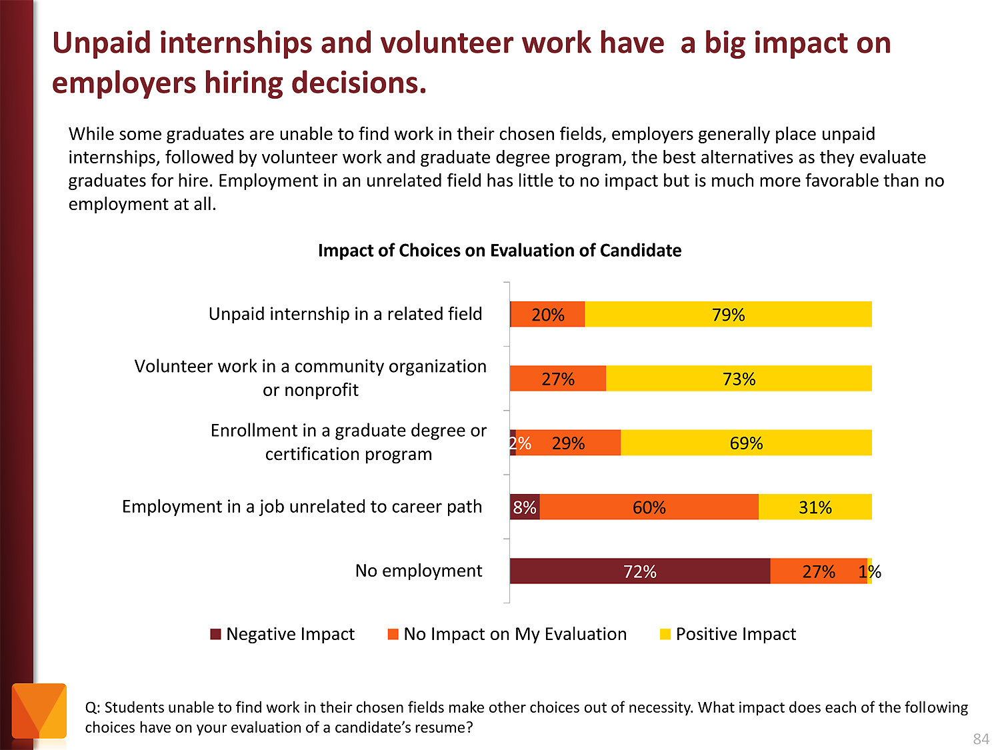 Unpaid internships and volunteer work have  a big impact on
employers hiring decisions.
While some graduates are unable to find work in their chosen fields, employers generally place unpaid
internships, followed by volunteer work and graduate degree program, the best alternatives as they evaluate
graduates for hire. Employment in an unrelated field has little to no impact but is much more favorable than no
employment at all.
Impact of Choices on Evaluation of Candidate
Unpaid internship in a related field
20%
79%
Volunteer work in a community organization
or nonprofit
27%
73%
Enrollment in a graduate degree or
certification program
2%
29%
69%
Employment in a job unrelated to career path
8%
60%
31%
No employment
72%
27%
1%
Negative Impact
No Impact on My Evaluation
Positive Impact
Q: Students unable to find work in their chosen fields make other choices out of necessity. What impact does each of the following
choices have on your evaluation of a candidate’s resume?
84